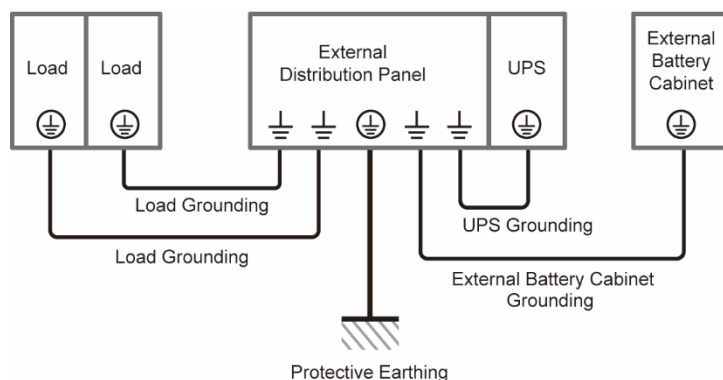 Load
Load
External
Distribution Panel
UPS
External
Battery
Cabinet
Load Grounding
UPS Grounding
Load Grounding
External Battery Cabinet
Grounding
Protective Earthing